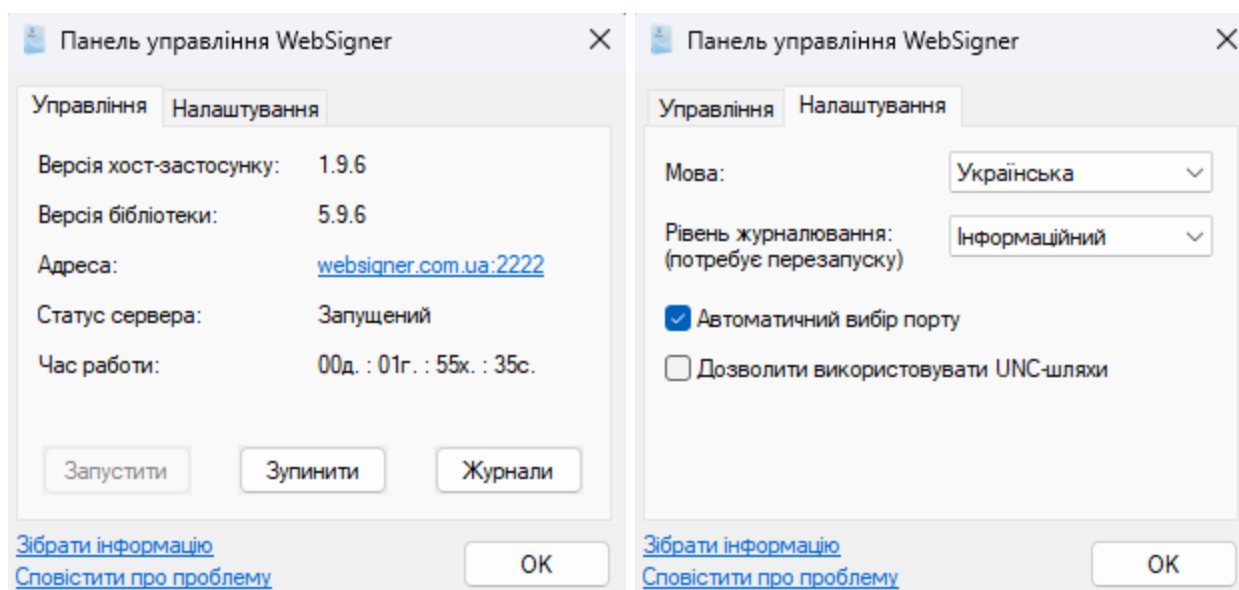 Панель управління WebSigner
Управління Налаштування
Версія хост-застосунку: 1.9.6
Версія бібліотеки: 5.9.6
Адреса: websigner.com.ua:2222
Статус сервера: Запущений
Час работи: 00д. : 01г. : 55х. : 35с.
Запустити Зупинити Журнали
Зібрати інформацію
Сповістити про проблему
OK
Панель управління WebSigner
Управління Налаштування
Мова: Українська
Рівень журналювання: Інформаційний
(потребує перезапуску)
Автоматичний вибір порту
Дозволити використовувати UNC-шляхи
Зібрати інформацію
Сповістити про проблему
OK